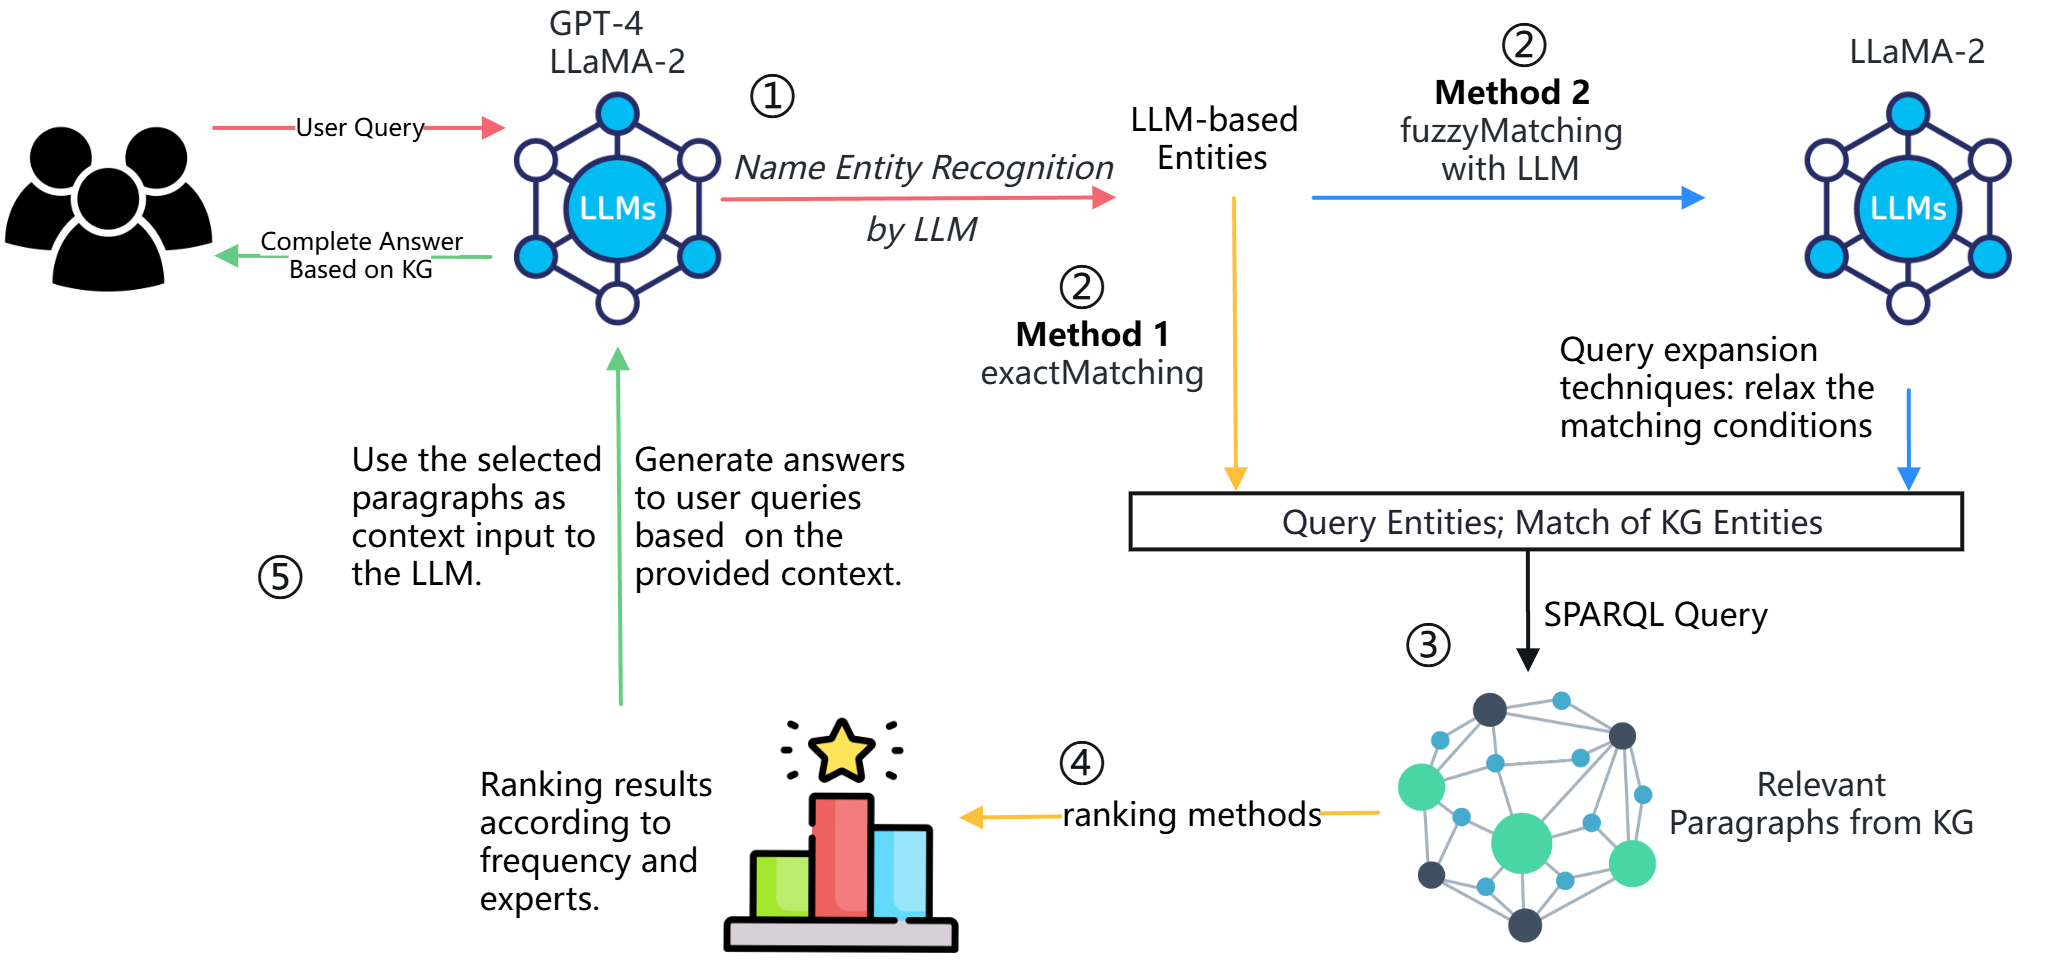 GPT-4
LLaMA-2
①
User Query
LLMs
Name Entity Recognition
by LLM
Complete Answer
Based on KG
LLM-based
Entities
②
Method 2
fuzzyMatching
with LLM
LLaMA-2
LLMs
②
Method 1
exactMatching
Query expansion
techniques: relax the
matching conditions
Query Entities; Match of KG Entities
SPARQL Query
③
Relevant
Paragraphs from KG
④
ranking methods
Ranking results
according to
frequency and
experts.
⑤
Use the selected
paragraphs as
context input to
the LLM.
Generate answers
to user queries
based  on the
provided context.